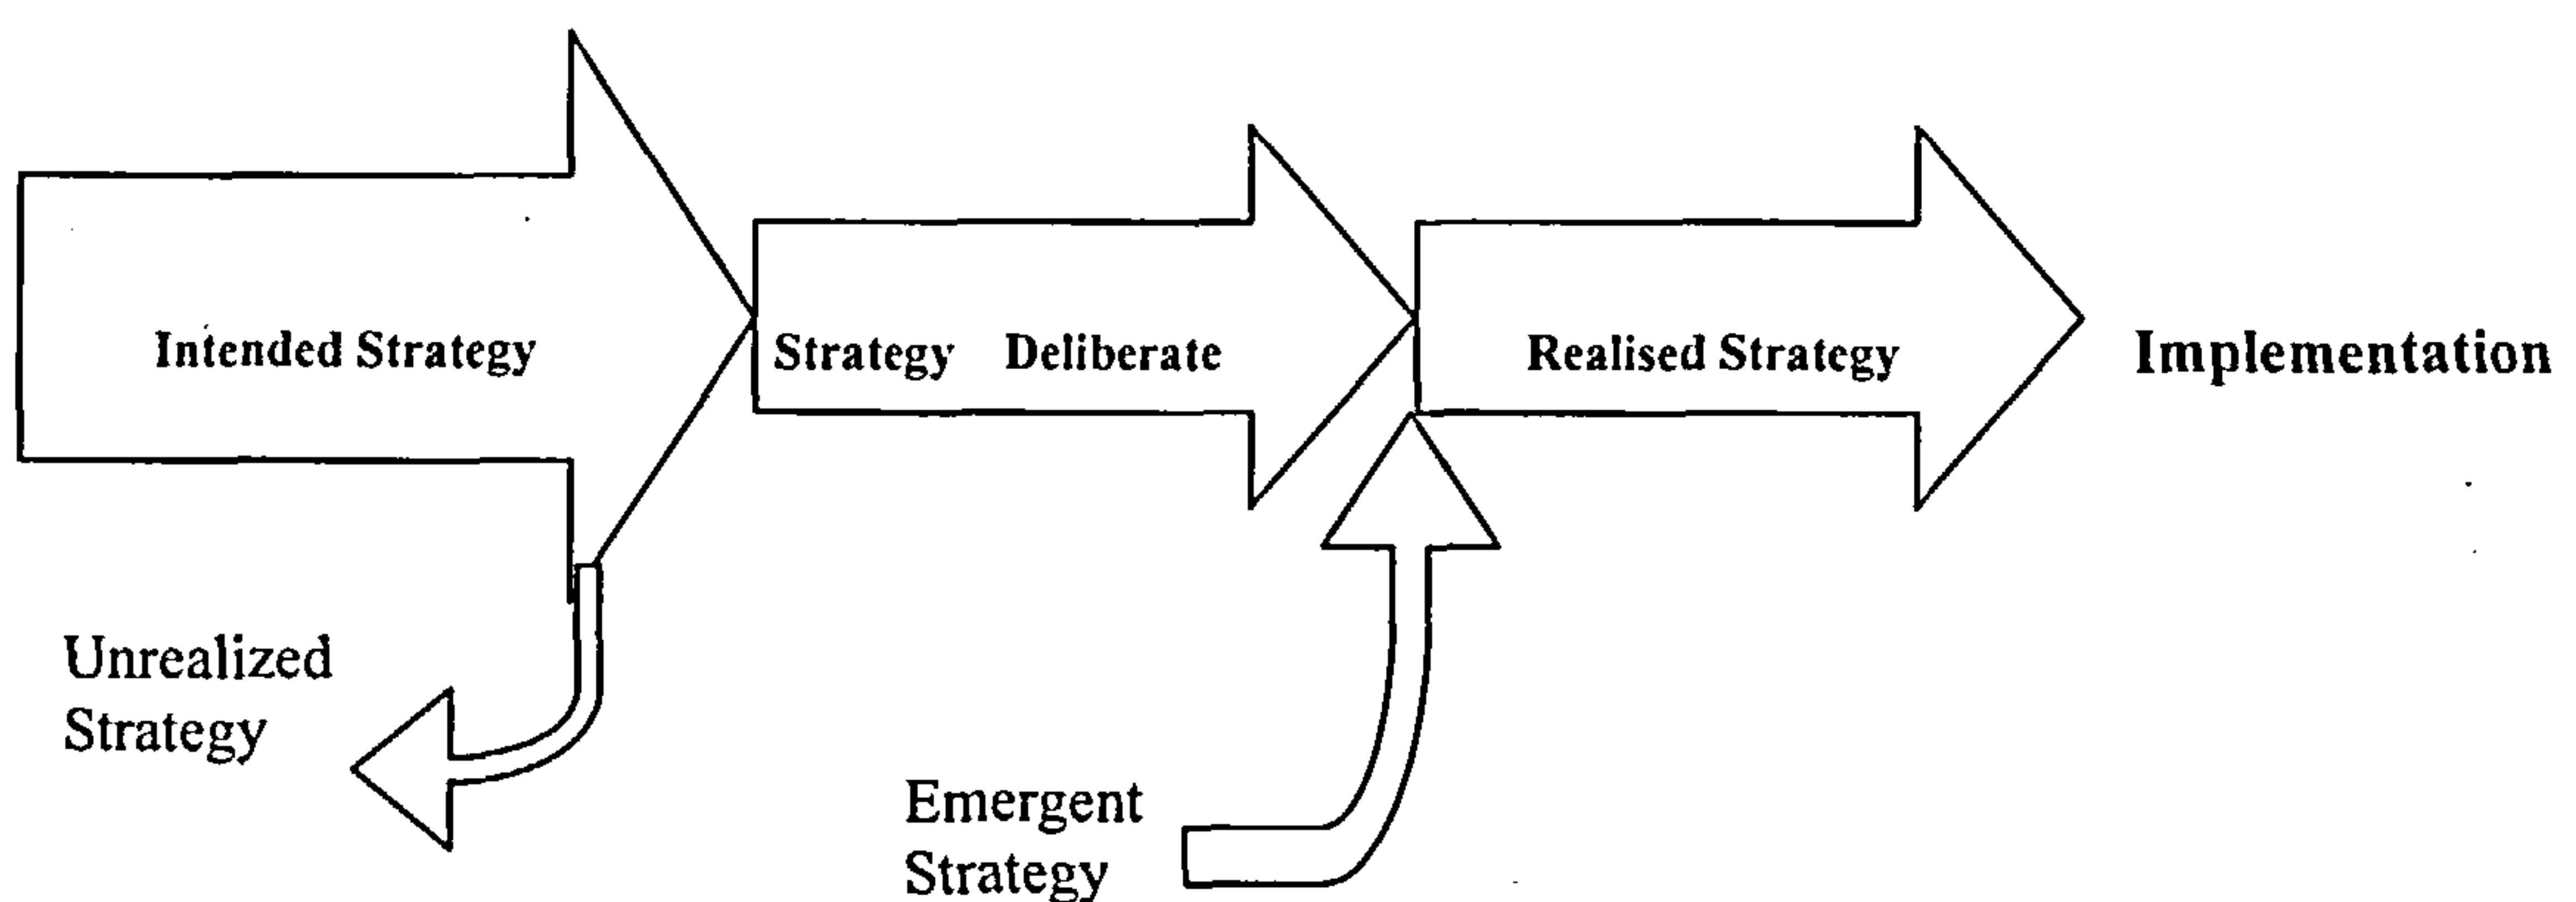 Intended Strategy
Strategy Deliberate
Realised Strategy
Implementation
Unrealized
Strategy
Emergent
Strategy